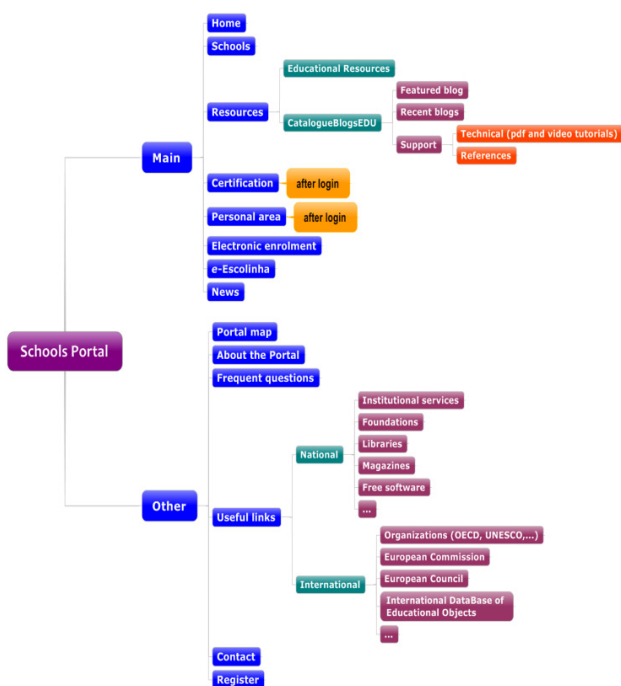 Home
Schools
Educational Resources
Featured blog
Resources
CatalogueBlogsEDU
Recent blogs
Technical (pdf and video tutorials)
Support
References
Main
Certification
after login
Personal area
after login
Electronic enrolment
e-Escolinha
News
Schools Portal
Portal map
About the Portal
Frequent questions
Institutional services
Foundations
National
Libraries
Magazines
Free software
...
Other
Useful links
Organizations (OECD, UNESCO,...)
European Commission
International
European Council
International DataBase of
Educational Objects
...
Contact
Register